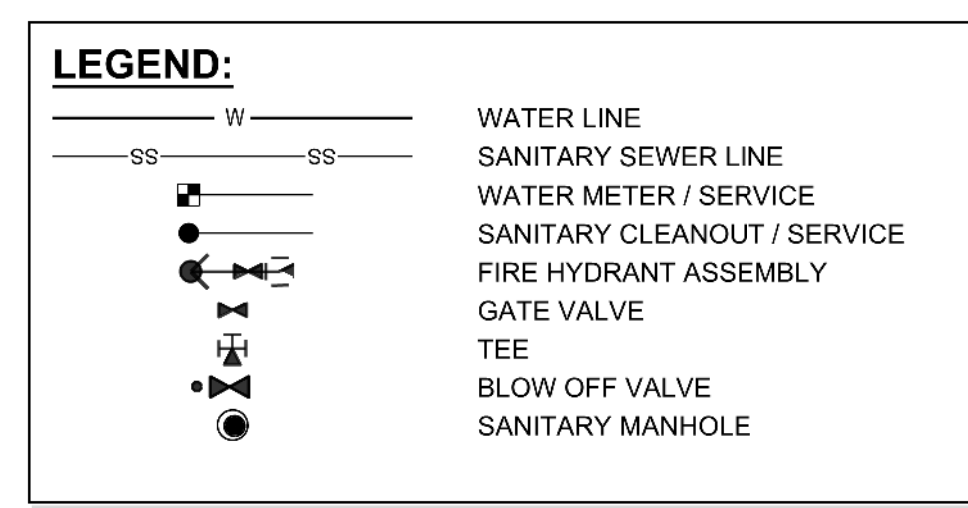 LEGEND:
W WATER LINE
SS SS SANITARY SEWER LINE
WATER METER / SERVICE
SANITARY CLEANOUT / SERVICE
FIRE HYDRANT ASSEMBLY
GATE VALVE
TEE
BLOW OFF VALVE
SANITARY MANHOLE